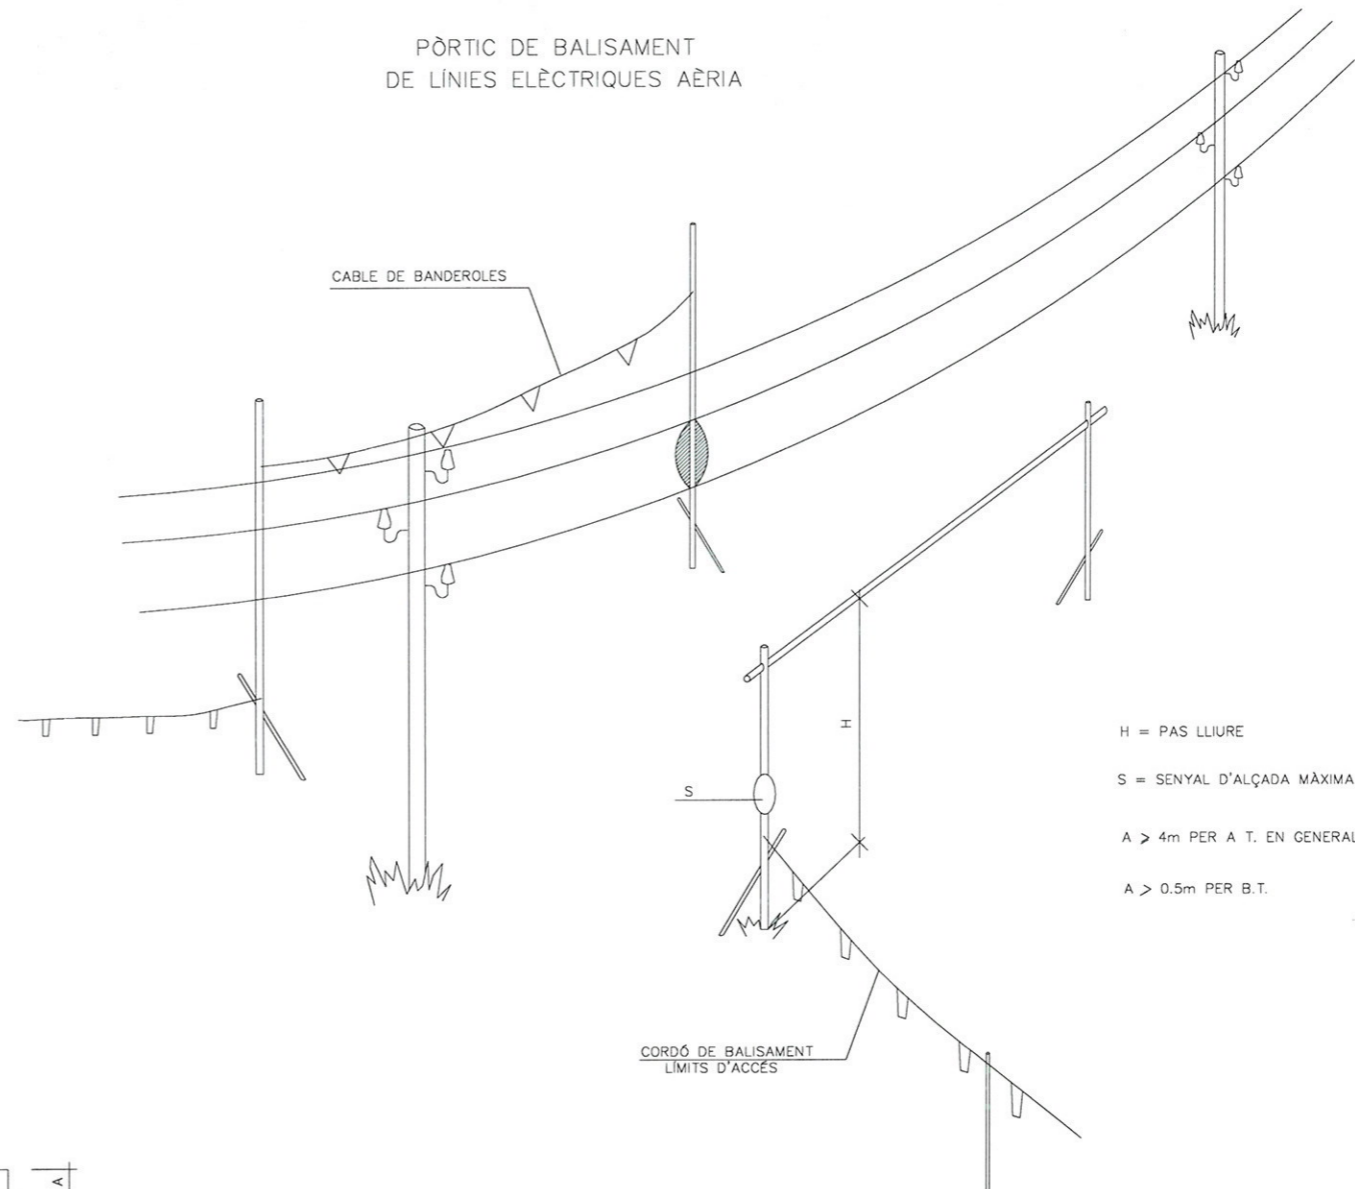 PÒRTIC DE BALISAMENT
DE LÍNIES ELÈCTRIQUES AÈRIA
CABLE DE BANDEROLES
H
H = PAS LLIURE
S = SENYAL D'ALÇADA MÀXIMA
S
A ⩾ 4m PER A T. EN GENERAL
A > 0.5m PER B.T.
CORDÓ DE BALISAMENT
LÍMITS D'ACCÉS
A